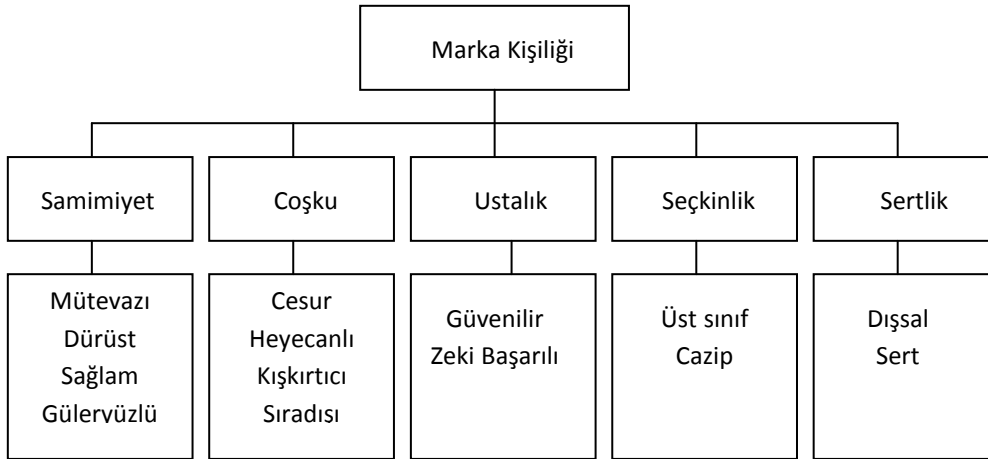 Marka Kişiliği
Samimiyet
Coşku
Ustalık
Seçkinlik
Sertlik
Mütevazı
Dürüst
Sağlam
Gülervüzlü
Cesur
Heyecanlı
Kışkırtıcı
Sıradısı
Güvenilir
Zeki Başarılı
Üst sınıf
Cazip
Dışsal
Sert